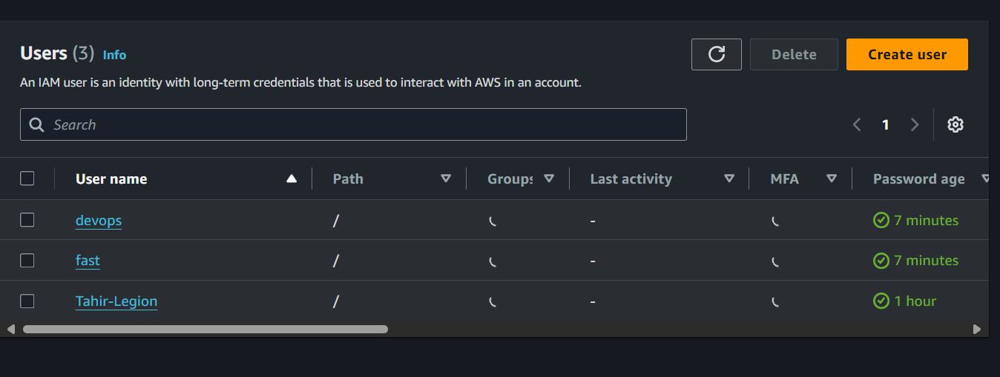 Users (3) Info
Delete
Create user
An IAM user is an identity with long-term credentials that is used to interact with AWS in an account.
Search
1
User name Path Groups Last activity MFA Password age
devops / - 7 minutes
fast / - 7 minutes
Tahir-Legion / - 1 hour